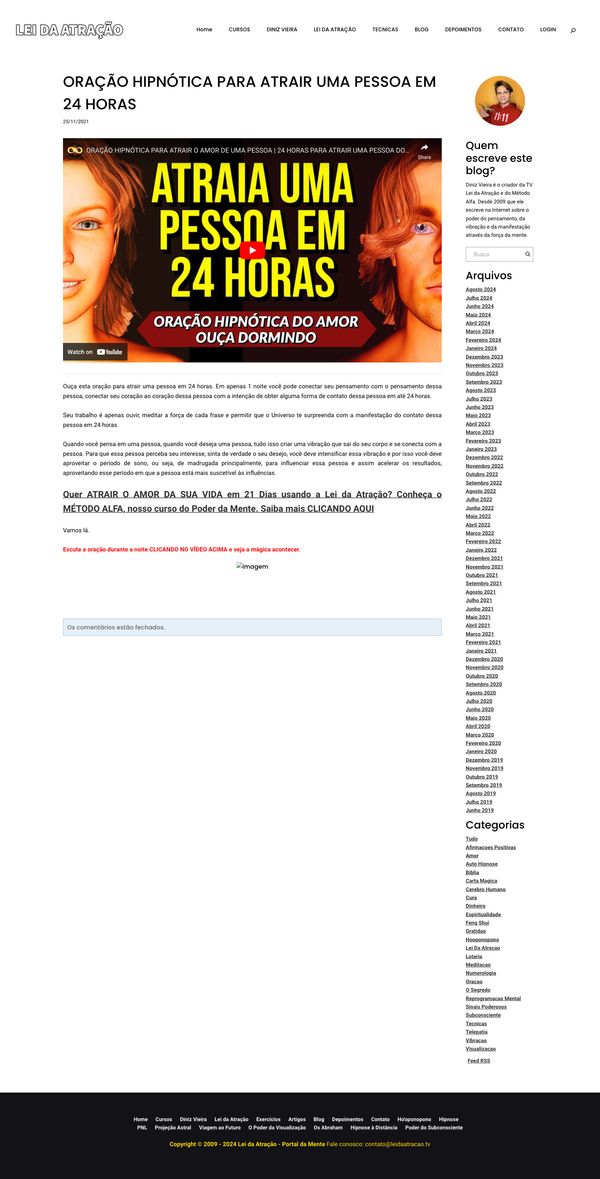 LEI DA ATRAÇÃO
Home CURSOS DINIZ VIEIRA LEI DA ATRAÇÃO TECNICAS BLOG DEPOIMENTOS CONTATO LOGIN
ORAÇÃO HIPNÓTICA PARA ATRAIR UMA PESSOA EM
24 HORAS
25/11/2021
ORAÇÃO HIPNÓTICA PARA ATRAIR O AMOR DE UMA PESSOA | 24 HORAS PARA ATRAIR UMA PESSOA DO...
Share
ATRAIA UMA
PESSOA EM
24 HORAS
ORAÇÃO HIPNÓTICA DO AMOR
OUÇA DORMINDO
Watch on YouTube
Ouça esta oração para atrair uma pessoa em 24 horas. Em apenas 1 noite você pode conectar seu pensamento com o pensamento dessa
pessoa, conectar seu coração ao coração dessa pessoa com a intenção de obter alguma forma de contato dessa pessoa em até 24 horas.
Seu trabalho é apenas ouvir, meditar a força de cada frase e permitir que o Universo te surpreenda com a manifestação do contato dessa
pessoa em 24 horas.
Quando você pensa em uma pessoa, quando você deseja uma pessoa, tudo isso criar uma vibração que sai do seu corpo e se conecta com a
pessoa. Para que essa pessoa perceba seu interesse, sinta de verdade o seu desejo, você deve intensificar essa vibração e por isso você deve
aproveitar o período de sono, ou seja, de madrugada principalmente, para influenciar essa pessoa e assim acelerar os resultados,
aproveitando esse período em que a pessoa está mais suscetível às influências.
Quer ATRAIR O AMOR DA SUA VIDA em 21 Dias usando a Lei da Atração? Conheça o
MÉTODO ALFA, nosso curso do Poder da Mente. Saiba mais CLICANDO AQUI
Vamos lá.
Escute a oração durante a noite CLICANDO NO VÍDEO ACIMA e veja a mágica acontecer.
imagem
Os comentários estão fechados.
11:11
Quem
escreve este
blog?
Diniz Vieira é o criador da TV
Lei da Atração e do Método
Alfa. Desde 2009 que ele
escreve na Internet sobre o
poder do pensamento, da
vibração e da manifestação
através da força da mente.
Busca
Arquivos
Agosto 2024
Julho 2024
Junho 2024
Maio 2024
Abril 2024
Março 2024
Fevereiro 2024
Janeiro 2024
Dezembro 2023
Novembro 2023
Outubro 2023
Setembro 2023
Agosto 2023
Julho 2023
Junho 2023
Maio 2023
Abril 2023
Março 2023
Fevereiro 2023
Janeiro 2023
Dezembro 2022
Novembro 2022
Outubro 2022
Setembro 2022
Agosto 2022
Julho 2022
Junho 2022
Maio 2022
Abril 2022
Março 2022
Fevereiro 2022
Janeiro 2022
Dezembro 2021
Novembro 2021
Outubro 2021
Setembro 2021
Agosto 2021
Julho 2021
Junho 2021
Maio 2021
Abril 2021
Março 2021
Fevereiro 2021
Janeiro 2021
Dezembro 2020
Novembro 2020
Outubro 2020
Setembro 2020
Agosto 2020
Julho 2020
Junho 2020
Maio 2020
Abril 2020
Março 2020
Fevereiro 2020
Janeiro 2020
Dezembro 2019
Novembro 2019
Outubro 2019
Setembro 2019
Agosto 2019
Julho 2019
Junho 2019
Categorias
Tudo
Afirmacoes Positivas
Amor
Auto Hipnose
Biblia
Carta Magica
Cerebro Humano
Cura
Dinheiro
Espiritualidade
Feng Shui
Gratidao
Hooponopono
Lei Da Atracao
Loteria
Meditacao
Numerologia
Oracao
O Segredo
Reprogramacao Mental
Sinais Poderosos
Subconsciente
Tecnicas
Telepatia
Vibracao
Visualizacao
Feed RSS
Home Cursos Diniz Vieira Lei da Atração Exercícios Artigos Blog Depoimentos Contato Ho'oponopono Hipnose
PNL Projeção Astral Viagem ao Futuro O Poder da Visualização Os Abraham Hipnose à Distância Poder do Subconsciente
Copyright © 2009 - 2024 Lei da Atração - Portal da Mente Fale conosco: contato@leidaatracao.tv